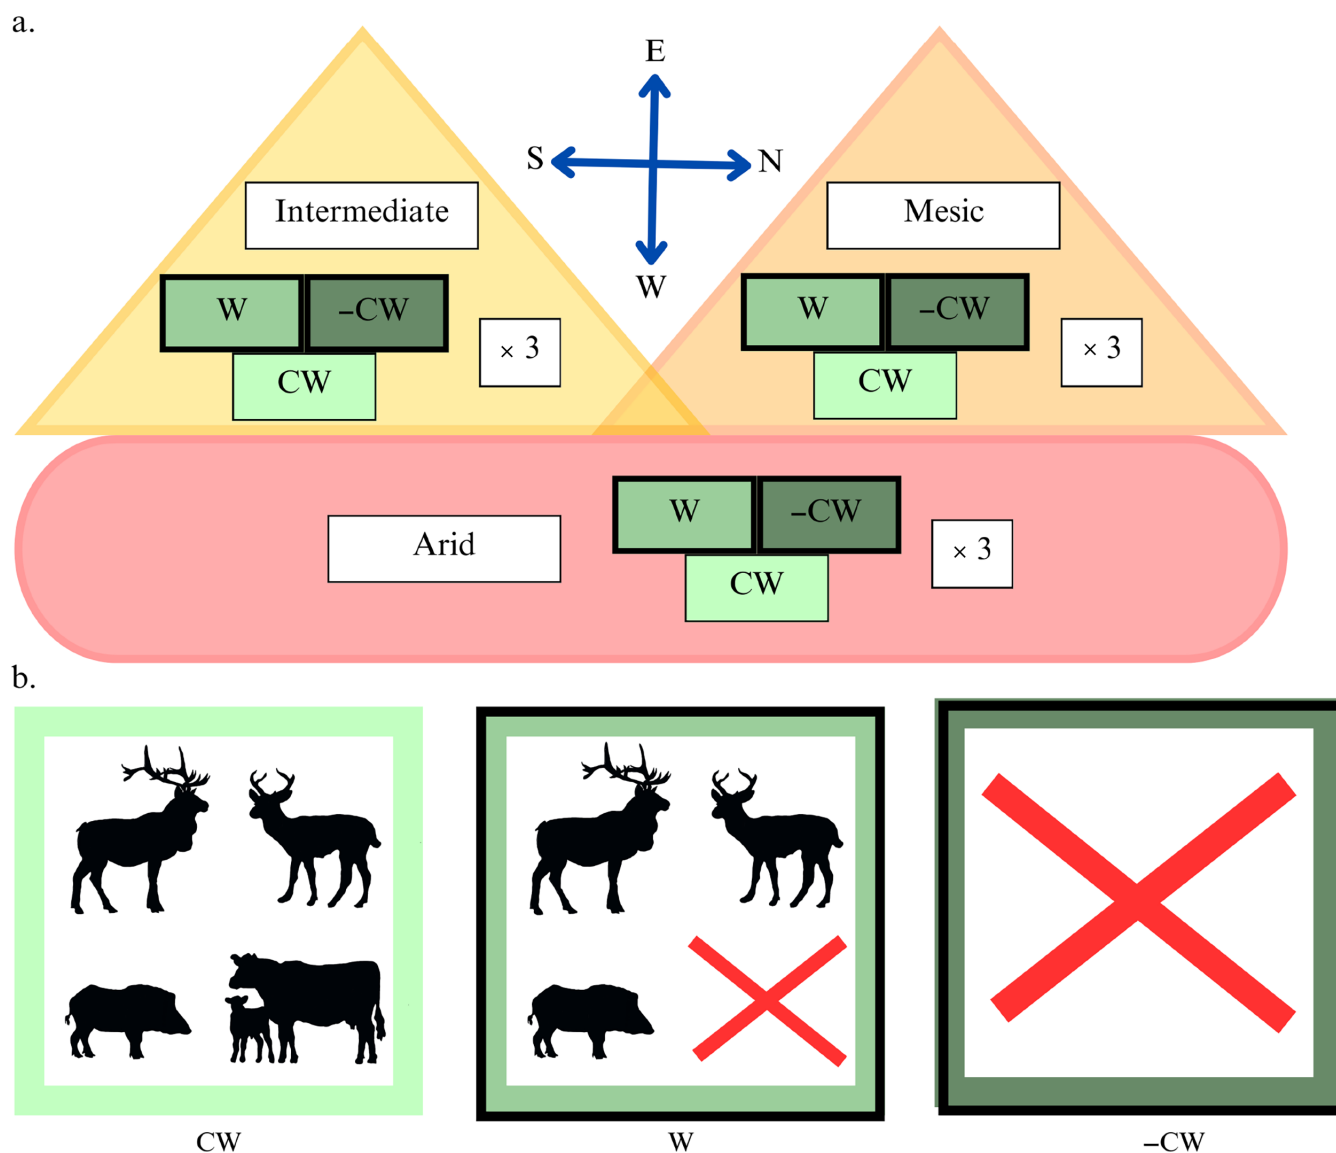 a.
E
S
N
W
Intermediate
W
–CW
CW
× 3
Mesic
W
–CW
CW
× 3
Arid
W
–CW
CW
× 3
b.
CW
W
–CW